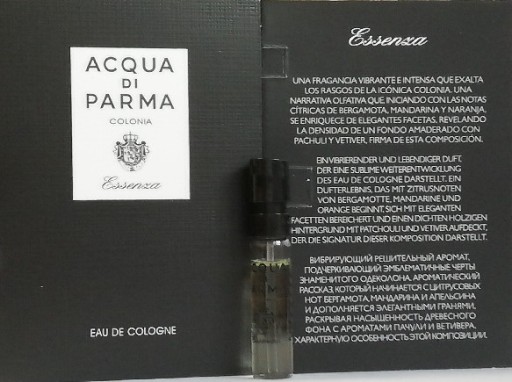 ACQUA
DI
PARMA
COLONIA
Essenza
EAU DE COLOGNE
Essenza
UNA FRAGANCIA VIBRANTE E INTENSA QUE EXALTA
LOS RASGOS DE LA ICÓNICA COLONIA. UNA
NARRATIVA OLFATIVA QUE, INICIANDO CON LAS NOTAS
CÍTRICAS DE BERGAMOTA, MANDARINA Y NARANJA,
SE ENRIQUECE DE ELEGANTES FACETAS, REVELANDO
LA DENSIDAD DE UN FONDO AMADERADO CON
PACHULI Y VETIVER, FIRMA DE ESTA COMPOSICIÓN.
EIN VIBRIERENDER UND LEBENDIGER DUFT,
DER EINE SUBLIME WEITERENTWICKLUNG
DES EAU DE COLOGNE DARSTELLT. EIN
DUFTERLEBNIS, DAS MIT ZITRUSNOTEN
VON BERGAMOTTE, MANDARINE UND
ORANGE BEGINNT, SICH MIT ELEGANTEN
FACETTEN BEREICHERT UND EINEN DICHTEN HOLZIGEN
HINTERGRUND MIT PATCHOULI UND VETIVER AUFDECKT,
DER DIE SIGNATUR DIESER KOMPOSITION DARSTELLT.
ВИБРИРУЮЩИЙ РЕШИТЕЛЬНЫЙ АРОМАТ,
ПОДЧЕРКИВАЮЩИЙ ЭМБЛЕМАТИЧНЫЕ ЧЕРТЫ
ЗНАМЕНИТОГО ОДЕКОЛОНА. АРОМАТИЧЕСКИЙ
РАССКАЗ, КОТОРЫЙ НАЧИНАЕТСЯ С ЦИТРУСОВЫХ
НОТ БЕРГАМОТА, МАНДАРИНА И АПЕЛЬСИНА
И ДОПОЛНЯЕТСЯ ЭЛЕГАНТНЫМИ ГРАНЯМИ,
РАСКРЫВАЯ НАСЫЩЕННОСТЬ ДРЕВЕСНОГО
ФОНА С АРОМАТАМИ ПАЧУЛИ И ВЕТИВЕРА,
ХАРАКТЕРНУЮ ОСОБЕННОСТЬ ЭТОЙ КОМПОЗИЦИИ.
ACQUA